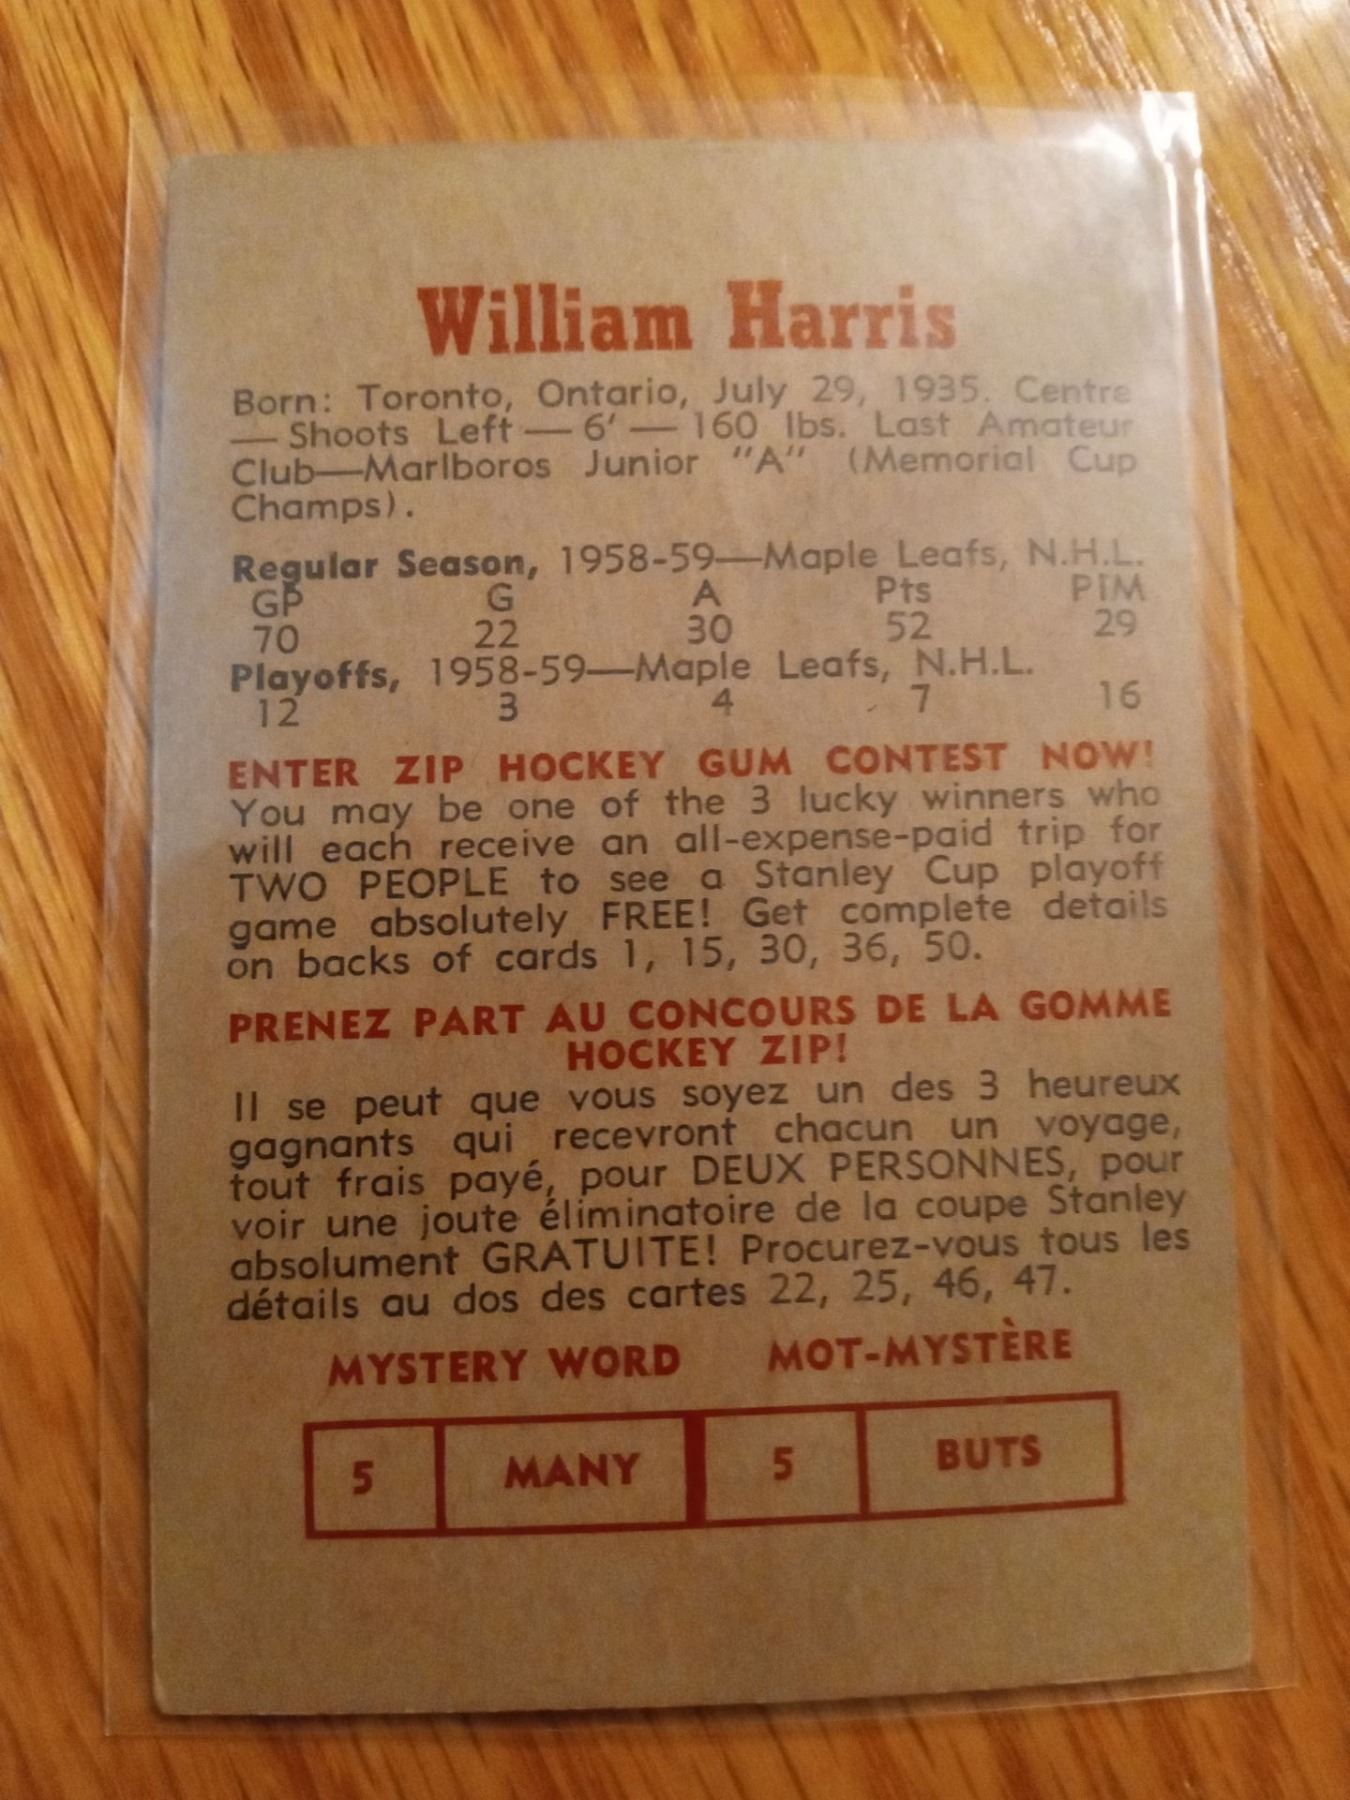 William Harris
Born: Toronto, Ontario, July 29, 1935. Centre
— Shoots Left — 6' — 160 lbs. Last Amateur
Club—Marlboros Junior "A" (Memorial Cup
Champs).
Regular Season, 1958-59—Maple Leafs, N.H.L.
GP G A Pts PIM
70 22 30 52 29
Playoffs, 1958-59—Maple Leafs, N.H.L.
12 3 4 7 16
ENTER ZIP HOCKEY GUM CONTEST NOW!
You may be one of the 3 lucky winners who
will each receive an all-expense-paid trip for
TWO PEOPLE to see a Stanley Cup playoff
game absolutely FREE! Get complete details
on backs of cards 1, 15, 30, 36, 50.
PRENEZ PART AU CONCOURS DE LA GOMME
HOCKEY ZIP!
Il se peut que vous soyez un des 3 heureux
gagnants qui recevront chacun un voyage,
tout frais payé, pour DEUX PERSONNES, pour
voir une joute éliminatoire de la coupe Stanley
absolument GRATUITE! Procurez-vous tous les
détails au dos des cartes 22, 25, 46, 47.
MYSTERY WORD MOT-MYSTÈRE
5 MANY 5 BUTS